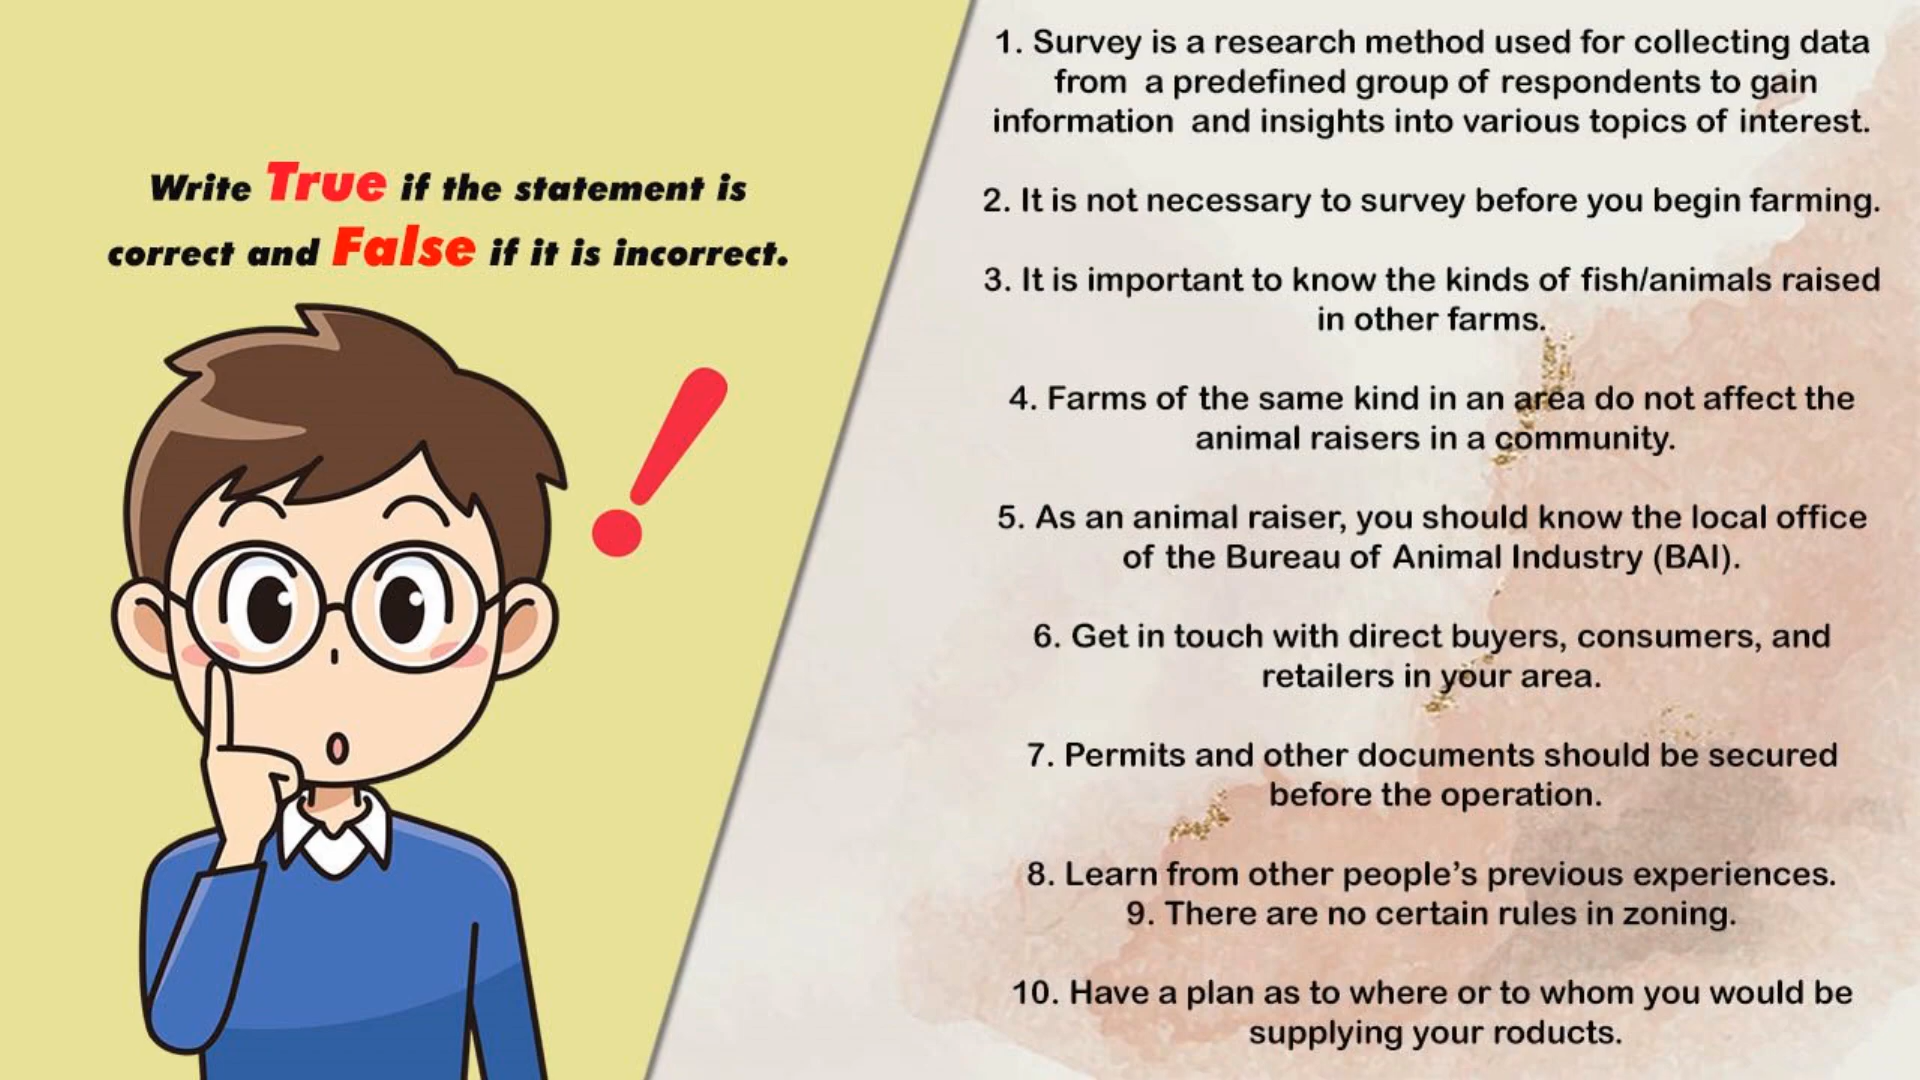 Write True if the statement is
correct and False if it is incorrect.
1. Survey is a research method used for collecting data
from a predefined group of respondents to gain
information and insights into various topics of interest.
2. It is not necessary to survey before you begin farming.
3. It is important to know the kinds of fish/animals raised
in other farms.
4. Farms of the same kind in an area do not affect the
animal raisers in a community.
5. As an animal raiser, you should know the local office
of the Bureau of Animal Industry (BAI).
6. Get in touch with direct buyers, consumers, and
retailers in your area.
7. Permits and other documents should be secured
before the operation.
8. Learn from other people’s previous experiences.
9. There are no certain rules in zoning.
10. Have a plan as to where or to whom you would be
supplying your roducts.